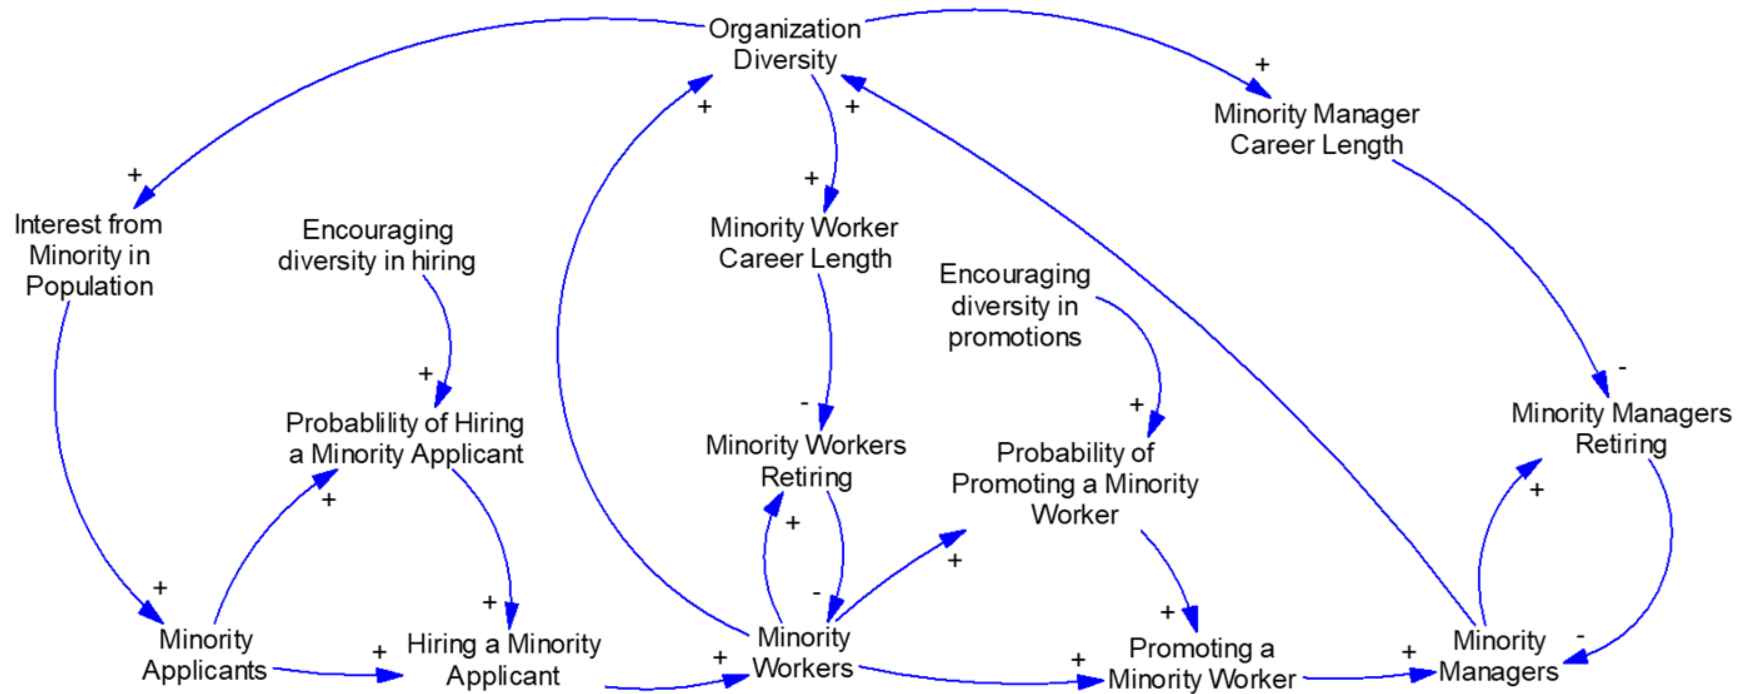 Organization
Diversity
+
+
+
Minority Manager
Career Length
+
+
Interest from
Minority in
Population
Encouraging
diversity in hiring
Minority Worker
Career Length
Encouraging
diversity in
promotions
+
-
+
-
Probablility of Hiring
a Minority Applicant
Minority Managers
Retiring
Minority Workers
Retiring
Probability of
Promoting a Minority
Worker
+
+
+
+
+
+
-
+
Minority
Applicants
+
Hiring a Minority
Applicant
+
Minority
Workers
+
Promoting a
Minority Worker
+
Minority
Managers
-